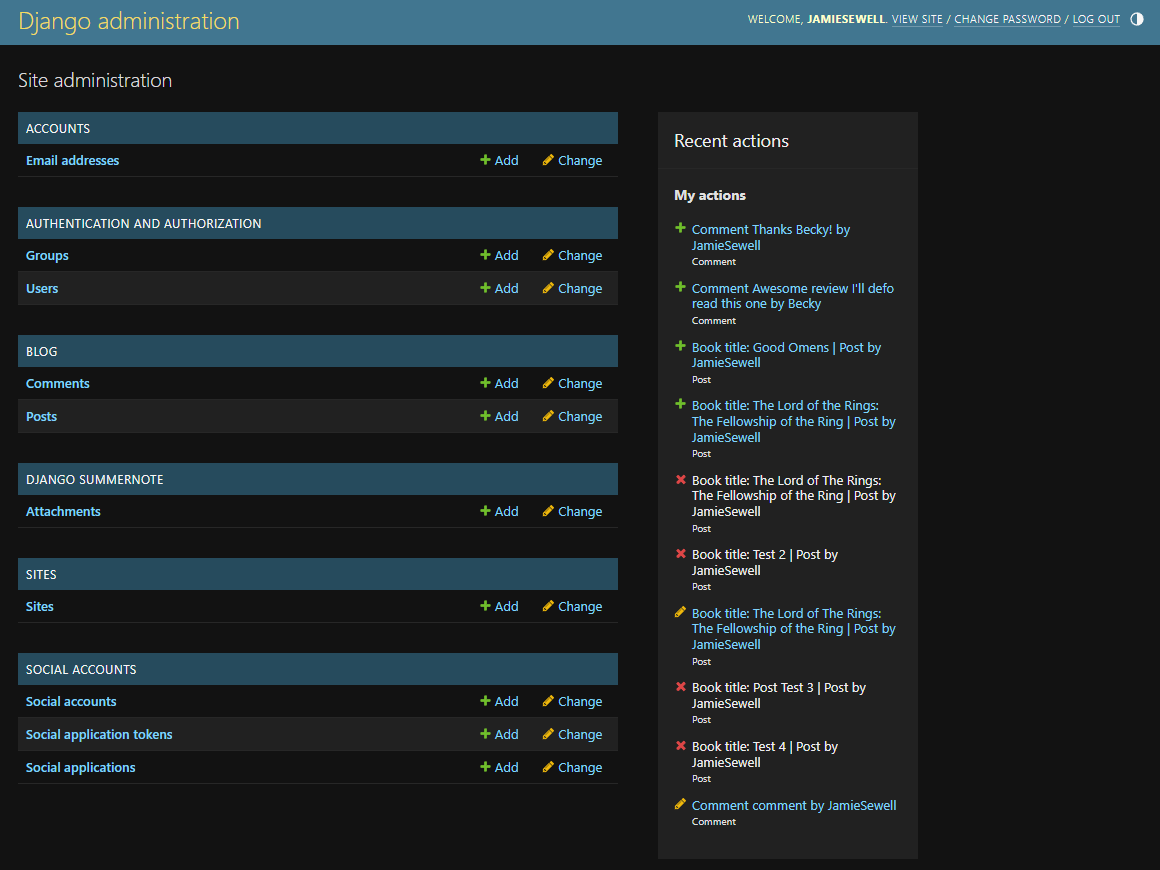 Django administration
WELCOME, JAMIESEWELL. VIEW SITE / CHANGE PASSWORD / LOG OUT
Site administration
ACCOUNTS
Email addresses Add Change
AUTHENTICATION AND AUTHORIZATION
Groups Add Change
Users Add Change
BLOG
Comments Add Change
Posts Add Change
DJANGO SUMMERNOTE
Attachments Add Change
SITES
Sites Add Change
SOCIAL ACCOUNTS
Social accounts Add Change
Social application tokens Add Change
Social applications Add Change
Recent actions
My actions
Comment Thanks Becky! by
JamieSewell
Comment
Comment Awesome review I'll defo
read this one by Becky
Comment
Book title: Good Omens | Post by
JamieSewell
Post
Book title: The Lord of the Rings:
The Fellowship of the Ring | Post by
JamieSewell
Post
Book title: The Lord of The Rings:
The Fellowship of the Ring | Post by
JamieSewell
Post
Book title: Test 2 | Post by
JamieSewell
Post
Book title: The Lord of The Rings:
The Fellowship of the Ring | Post by
JamieSewell
Post
Book title: Post Test 3 | Post by
JamieSewell
Post
Book title: Test 4 | Post by
JamieSewell
Post
Comment comment by JamieSewell
Comment